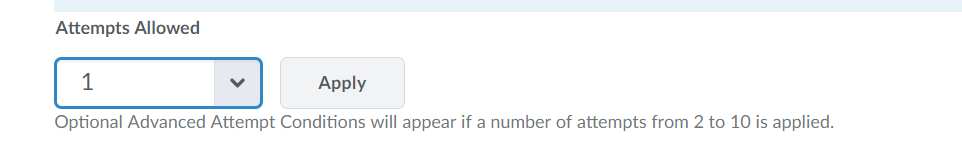 Attempts Allowed
1
Apply
Optional Advanced Attempt Conditions will appear if a number of attempts from 2 to 10 is applied.